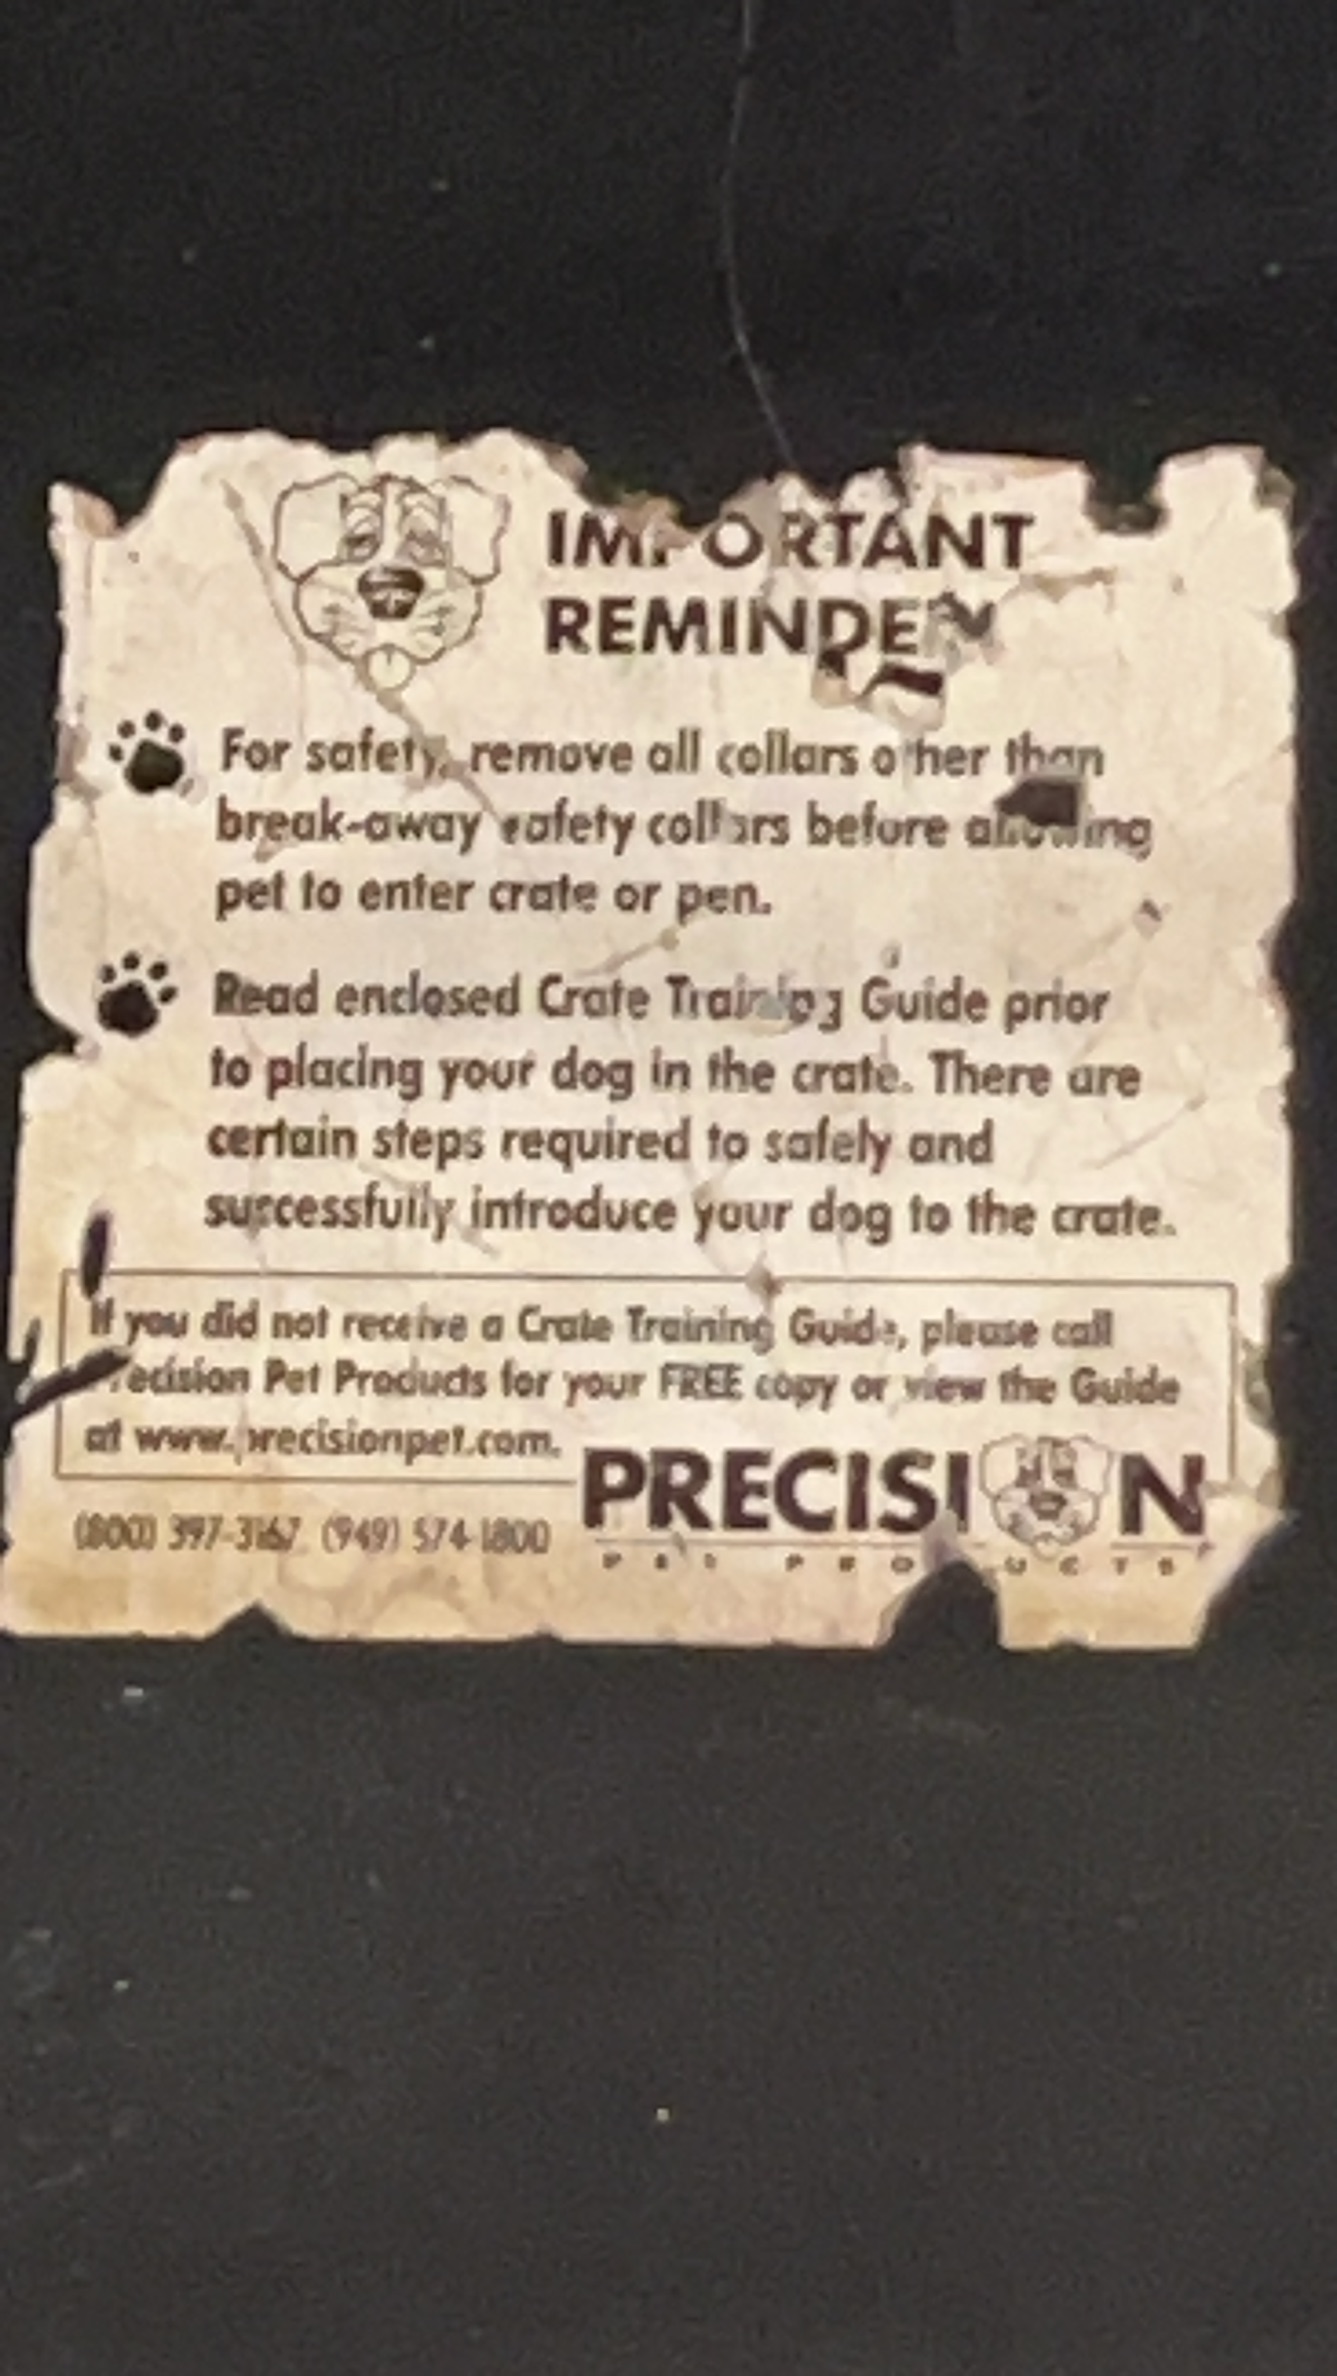 IMPORTANT
REMINDER
For safety, remove all collars other than
break-away safety collars before allowing
pet to enter crate or pen.
Read enclosed Crate Training Guide prior
to placing your dog in the crate. There are
certain steps required to safely and
successfully introduce your dog to the crate.
If you did not receive a Crate Training Guide, please call
Precision Pet Products for your FREE copy or view the Guide
at www.precisionpet.com.
(800) 397-3167 (949) 574-1800
PRECISION
PET PRODUCTS